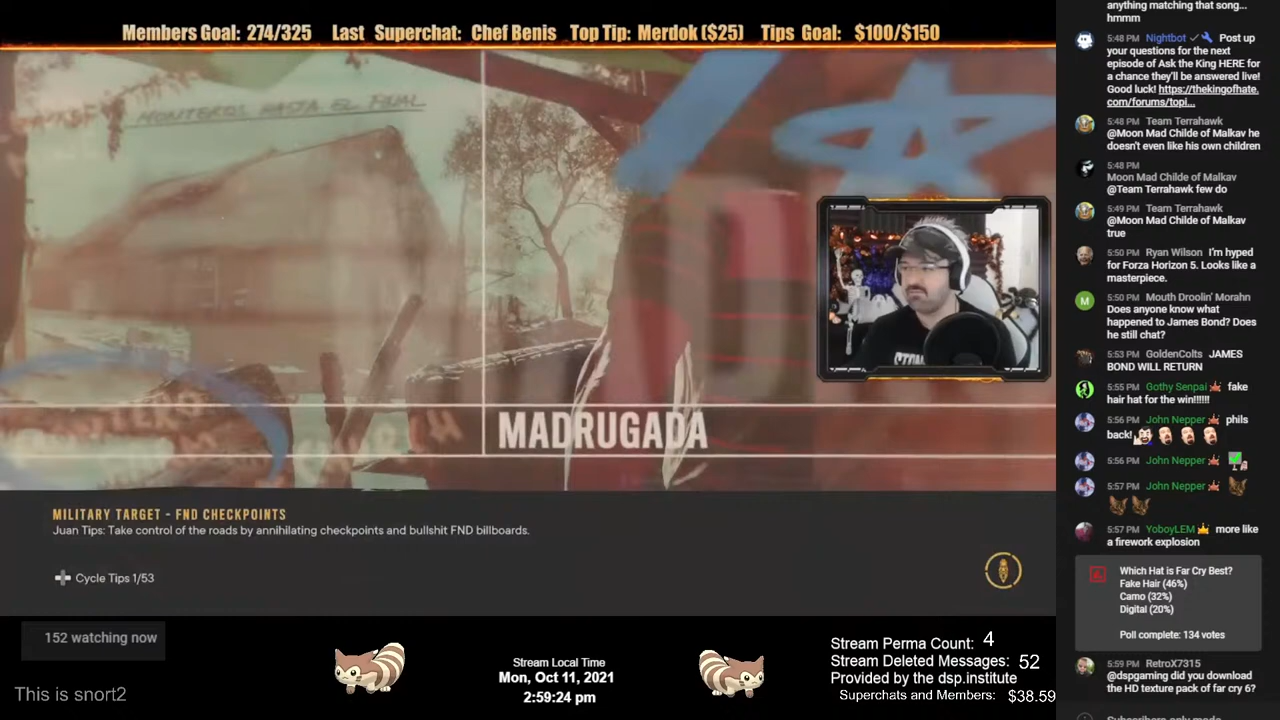 Members Goal: 274/325 Last Superchat: Chef Benis Top Tip: Merdok ($25) Tips Goal: $100/$150
MONTEROS HASTA EL FINAL
MADRUGADA
MILITARY TARGET - FND CHECKPOINTS
Juan Tips: Take control of the roads by annihilating checkpoints and bullshit FND billboards.
Cycle Tips 1/53
152 watching now
This is snort2
Stream Local Time
Mon, Oct 11, 2021
2:59:24 pm
Stream Perma Count: 4
Stream Deleted Messages: 52
Provided by the dsp.institute
Superchats and Members: $38.59
anything matching that song...
hmmm
5:48 PM Nightbot Post up
your questions for the next
episode of Ask the King HERE for
a chance they'll be answered live!
Good luck! https://thekingofhate.
com/forums/topi...
5:48 PM Team Terrahawk
@Moon Mad Childe of Malkav he
doesn't even like his own children
5:48 PM
Moon Mad Childe of Malkav
@Team Terrahawk few do
5:49 PM Team Terrahawk
@Moon Mad Childe of Malkav
true
5:50 PM Ryan Wilson I'm hyped
for Forza Horizon 5. Looks like a
masterpiece.
M
5:50 PM Mouth Droolin' Morahn
Does anyone know what
happened to James Bond? Does
he still chat?
5:53 PM GoldenColts JAMES
BOND WILL RETURN
5:55 PM Gothy Senpai fake
hair hat for the win!!!!!!
5:56 PM John Nepper phils
back!
5:56 PM John Nepper
5:57 PM John Nepper
5:57 PM YoboyLEM more like
a firework explosion
Which Hat is Far Cry Best?
Fake Hair (46%)
Camo (32%)
Digital (20%)
Poll complete: 134 votes
5:59 PM RetroX7315
@dspgaming did you download
the HD texture pack of far cry 6?
Subscribers-only mode